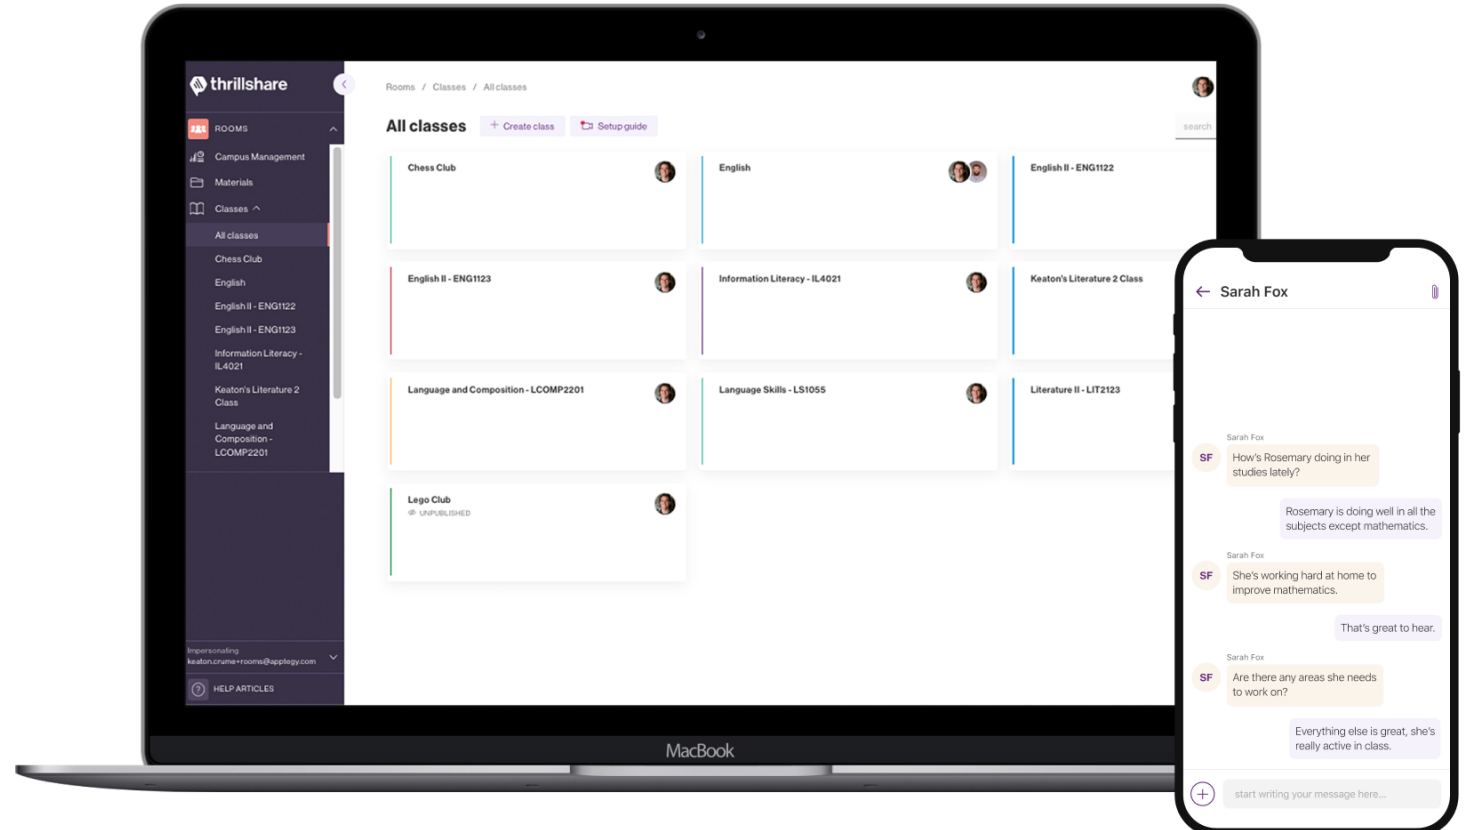 thrillshare
ROOMS
Campus Management
Materials
Classes
All classes
Chess Club
English
English II - ENG1122
English II - ENG1123
Information Literacy -
IL4021
Keaton's Literature 2
Class
Language and
Composition -
LCOMP2201
Impersonating
keaton.crume+rooms@apptegy.com
HELP ARTICLES
Rooms / Classes / All classes
All classes
+ Create class
Setup guide
search
Chess Club
English
English II - ENG1122
English II - ENG1123
Information Literacy - IL4021
Keaton's Literature 2 Class
Language and Composition - LCOMP2201
Language Skills - LS1055
Literature II - LIT2123
Lego Club
UNPUBLISHED
MacBook
Sarah Fox
Sarah Fox
SF
How's Rosemary doing in her
studies lately?
Rosemary is doing well in all the
subjects except mathematics.
Sarah Fox
SF
She's working hard at home to
improve mathematics.
That's great to hear.
Sarah Fox
SF
Are there any areas she needs
to work on?
Everything else is great, she's
really active in class.
start writing your message here...